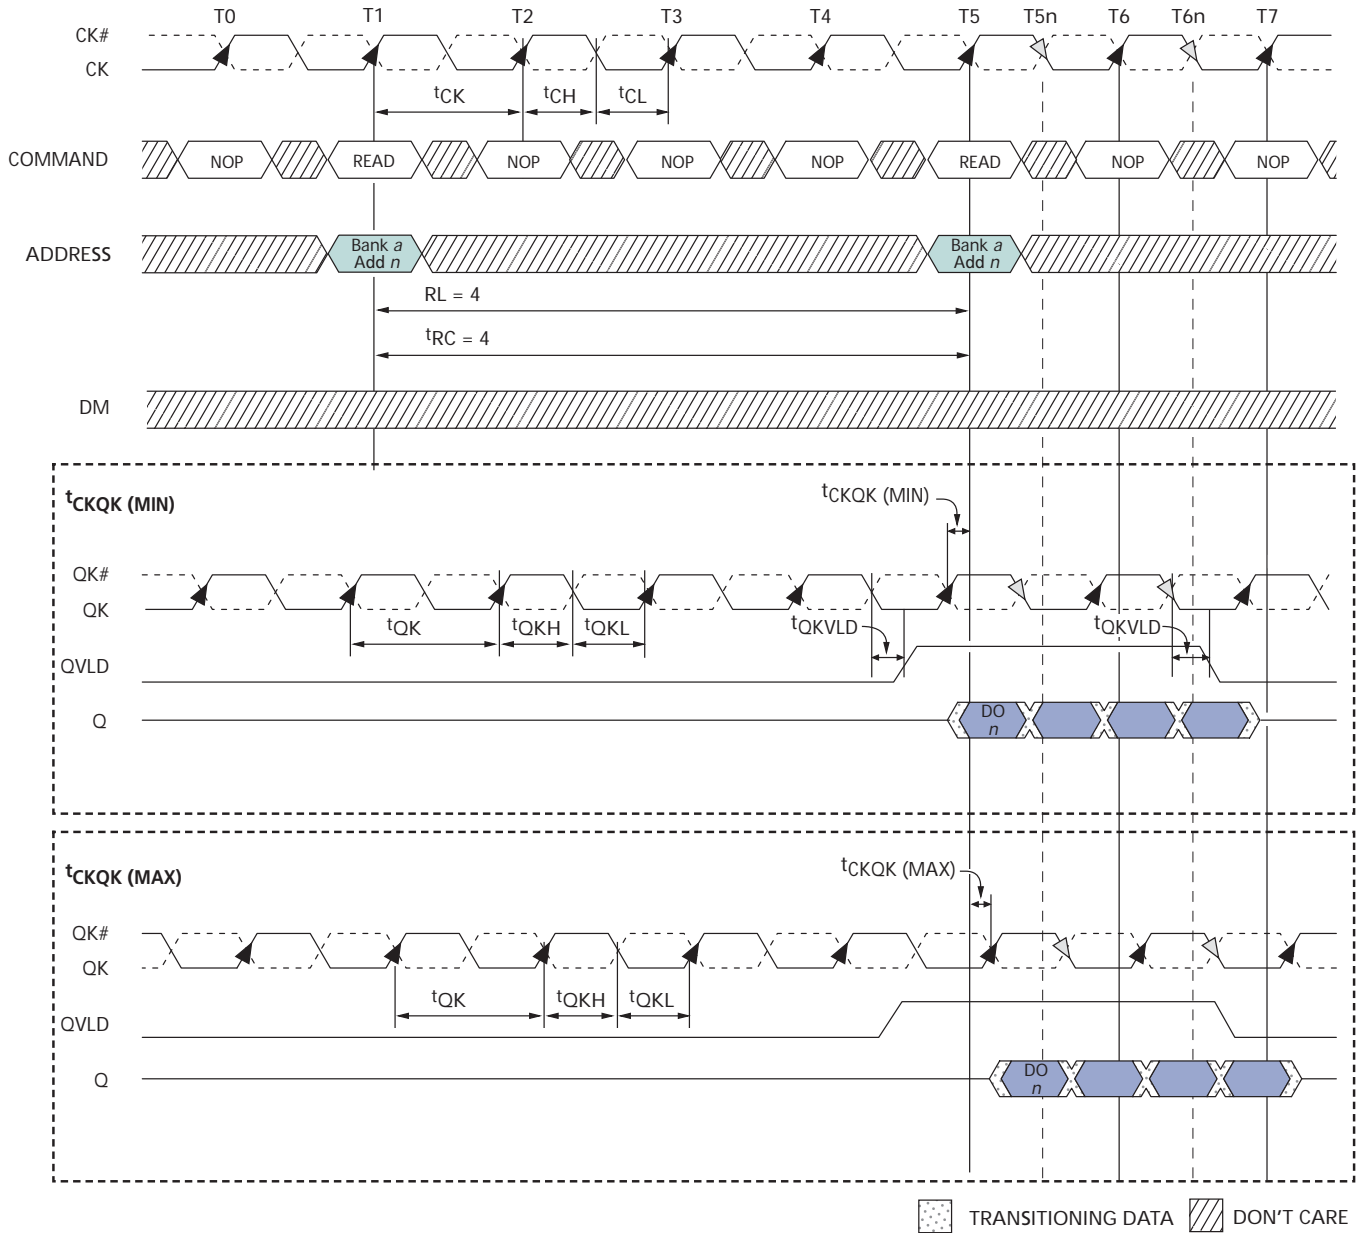 T0 T1 T2 T3 T4 T5 T5n T6 T6n T7
CK#
CK
tCK tCH tCL
COMMAND NOP READ NOP NOP NOP READ NOP NOP
ADDRESS Bank a Add n Bank a Add n
RL = 4
tRC = 4
DM
tCKQK (MIN)
tCKQK (MIN)
QK#
QK
tQK tQKH tQKL tQKVLD tQKVLD
QVLD
Q DO n
tCKQK (MAX)
tCKQK (MAX)
QK#
QK
tQK tQKH tQKL
QVLD
Q DO n
TRANSITIONING DATA DON'T CARE